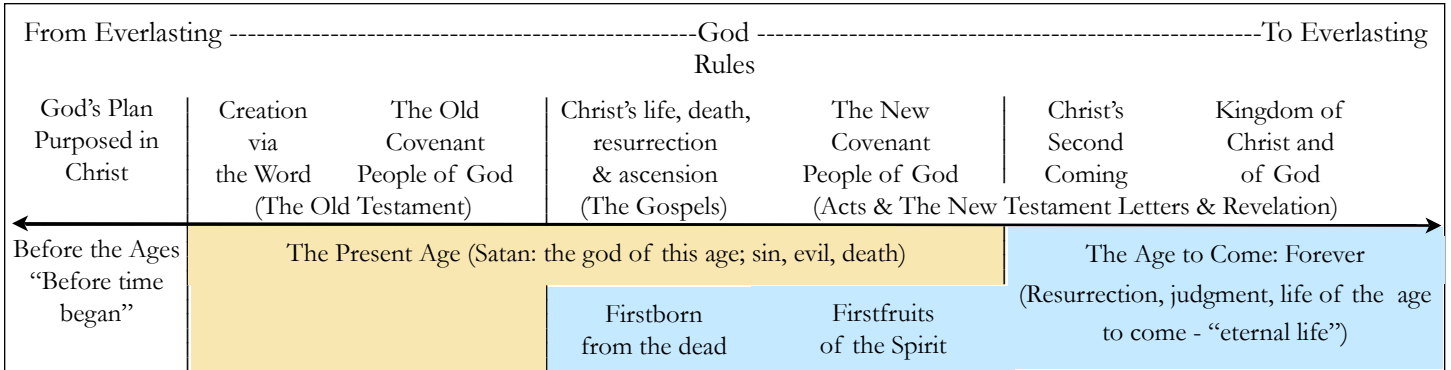 From Everlasting ----------------------------------------------------God -------------------------------------------------------To Everlasting
Rules
God’s Plan
Purposed in
Christ
Creation
via
the Word
The Old
Covenant
People of God
(The Old Testament)
Christ’s life, death,
resurrection
& ascension
(The Gospels)
The New
Covenant
People of God
Christ’s
Second
Coming
Kingdom of
Christ and
of God
(Acts & The New Testament Letters & Revelation)
Before the Ages
“Before time
began”
The Present Age (Satan: the god of this age; sin, evil, death)
Firstborn
from the dead
Firstfruits
of the Spirit
The Age to Come: Forever
(Resurrection, judgment, life of the age
to come - “eternal life”)